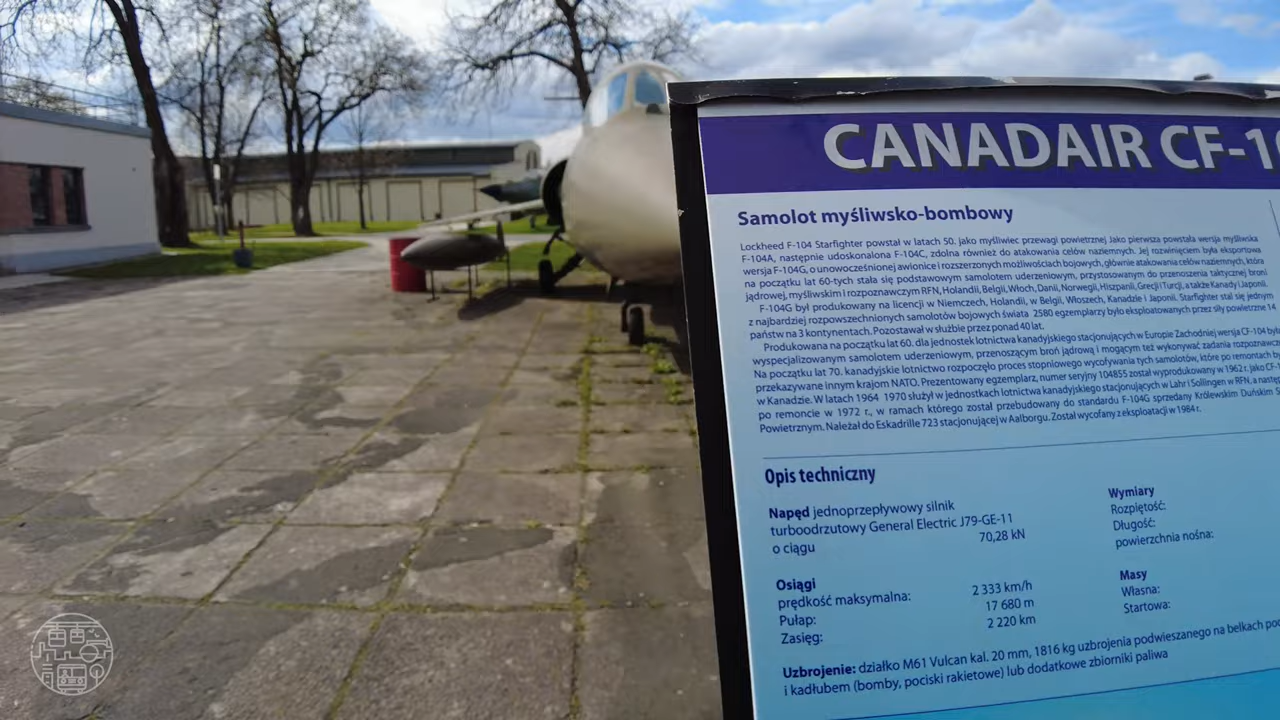 CANADAIR CF-10
Samolot myśliwsko-bombowy
Lockheed F-104 Starfighter powstał w latach 50. jako myśliwiec przewagi powietrznej Jako pierwsza powstała wersja myśliwska
F-104A, następnie udoskonalona F-104C, zdolna również do atakowania celów naziemnych. Jej rozwinięciem była eksportowa
wersja F-104G, o unowocześnionej awionice i rozszerzonych możliwościach bojowych, głównie atakowania celów naziemnych, która
na początku lat 60-tych stała się podstawowym samolotem uderzeniowym, przystosowanym do przenoszenia taktycznej broni
jądrowej, myśliwskim i rozpoznawczym RFN, Holandii, Belgii, Włoch, Danii, Norwegii, Hiszpanii, Grecji i Turcji, a także Kanady i Japonii.
F-104G był produkowany na licencji w Niemczech, Holandii, w Belgii, Włoszech, Kanadzie i Japonii. Starfighter stał się jednym
z najbardziej rozpowszechnionych samolotów bojowych świata 2580 egzemplarzy było eksploatowanych przez siły powietrzne 14
państw na 3 kontynentach. Pozostawał w służbie przez ponad 40 lat.
Produkowana na początku lat 60. dla jednostek lotnictwa kanadyjskiego stacjonujących w Europie Zachodniej wersja CF-104 była
wyspecjalizowanym samolotem uderzeniowym, przenoszącym broń jądrową i mogącym też wykonywać zadania rozpoznawcze
Na początku lat 70. kanadyjskie lotnictwo rozpoczęło proces stopniowego wycofywania tych samolotów, które po remontach by
przekazywane innym krajom NATO. Prezentowany egzemplarz, numer seryjny 104855 został wyprodukowany w 1962 r. jako CF-1
w Kanadzie. W latach 1964 1970 służył w jednostkach lotnictwa kanadyjskiego stacjonujących w Lahr i Sollingen w RFN, a nastę
po remoncie w 1972 r., w ramach którego został przebudowany do standardu F-104G sprzedany Królewskim Duńskim S
Powietrznym. Należał do Eskadrille 723 stacjonującej w Aalborgu. Został wycofany z eksploatacji w 1984 r.
Opis techniczny
Napęd jednoprzepływowy silnik
turboodrzutowy General Electric J79-GE-11
o ciągu 70,28 kN
Osiągi
prędkość maksymalna: 2 333 km/h
Pułap: 17 680 m
Zasięg: 2 220 km
Wymiary
Rozpiętość:
Długość:
powierzchnia nośna:
Masy
Własna:
Startowa:
Uzbrojenie: działko M61 Vulcan kal. 20 mm, 1816 kg uzbrojenia podwieszanego na belkach pod
i kadłubem (bomby, pociski rakietowe) lub dodatkowe zbiorniki paliwa